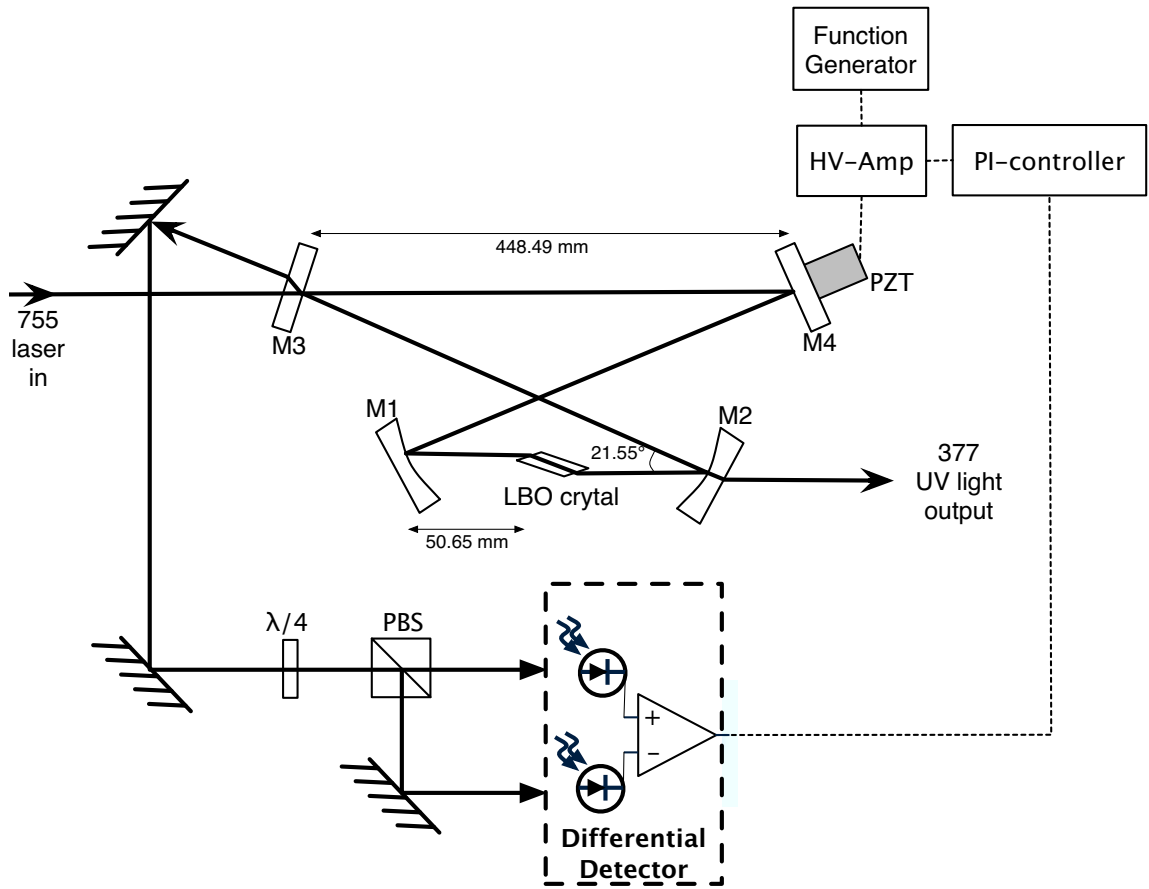 Function
Generator
HV-Amp
PI-controller
448.49 mm
PZT
755
laser
in
M3
M4
M1
M2
21.55°
377
UV light
output
LBO crytal
50.65 mm
λ/4
PBS
+
−
Differential
Detector